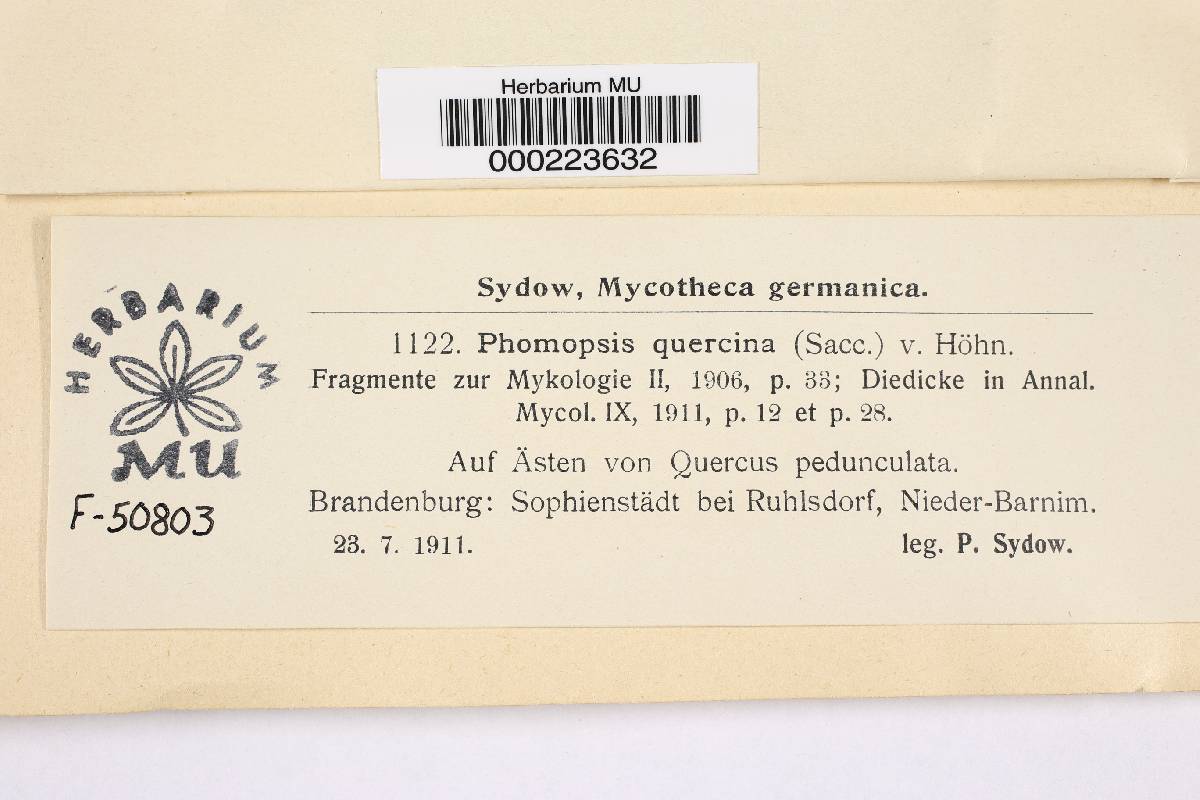 Herbarium MU
000223632
Sydow, Mycotheca germanica.
1122. Phomopsis quercina (Sacc.) v. Höhn.
Fragmente zur Mykologie II, 1906, p. 33; Diedicke in Annal.
Mycol. IX, 1911, p. 12 et p. 28.
Auf Ästen von Quercus pedunculata.
Brandenburg: Sophienstädt bei Ruhlsdorf, Nieder-Barnim.
23. 7. 1911. leg. P. Sydow.
HERBARIUM
MU
F-50803